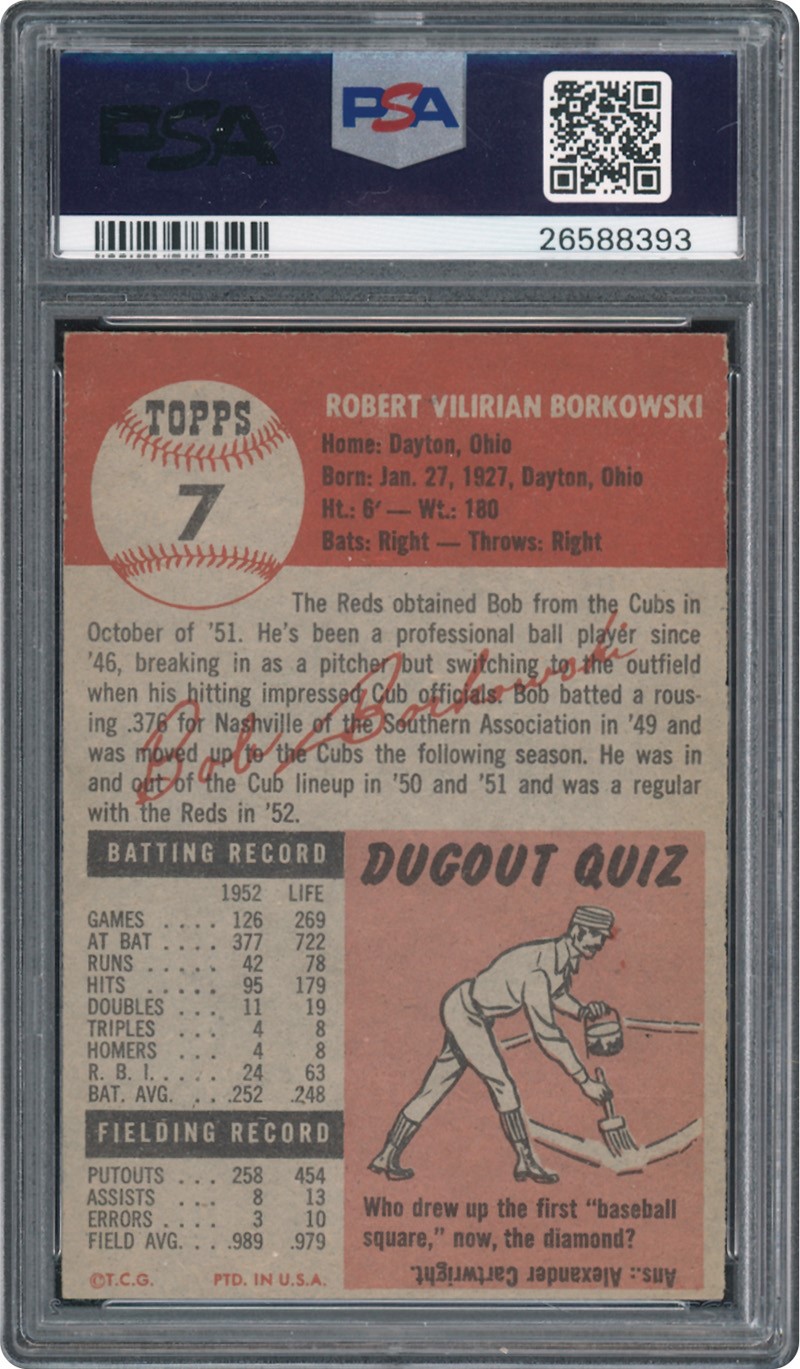 PSA PSA
26588393
TOPPS
7
ROBERT VILIRIAN BORKOWSKI
Home: Dayton, Ohio
Born: Jan. 27, 1927, Dayton, Ohio
Ht.: 6′ — Wt.: 180
Bats: Right — Throws: Right
The Reds obtained Bob from the Cubs in
October of '51. He's been a professional ball player since
'46, breaking in as a pitcher but switching to the outfield
when his hitting impressed Cub officials. Bob batted a rous-
ing .376 for Nashville of the Southern Association in '49 and
was moved up to the Cubs the following season. He was in
and out of the Cub lineup in '50 and '51 and was a regular
with the Reds in '52.
Bob Borkowski
BATTING RECORD
1952 LIFE
GAMES .... 126 269
AT BAT .... 377 722
RUNS ..... 42 78
HITS ..... 95 179
DOUBLES ... 11 19
TRIPLES ... 4 8
HOMERS ... 4 8
R. B. I. .... 24 63
BAT. AVG. ... .252 .248
FIELDING RECORD
PUTOUTS ... 258 454
ASSISTS ... 8 13
ERRORS .... 3 10
FIELD AVG. ... .989 .979
©T.C.G. PTD. IN U.S.A.
DUGOUT QUIZ
Who drew up the first "baseball
square," now, the diamond?
Ans.: Alexander Cartwright.